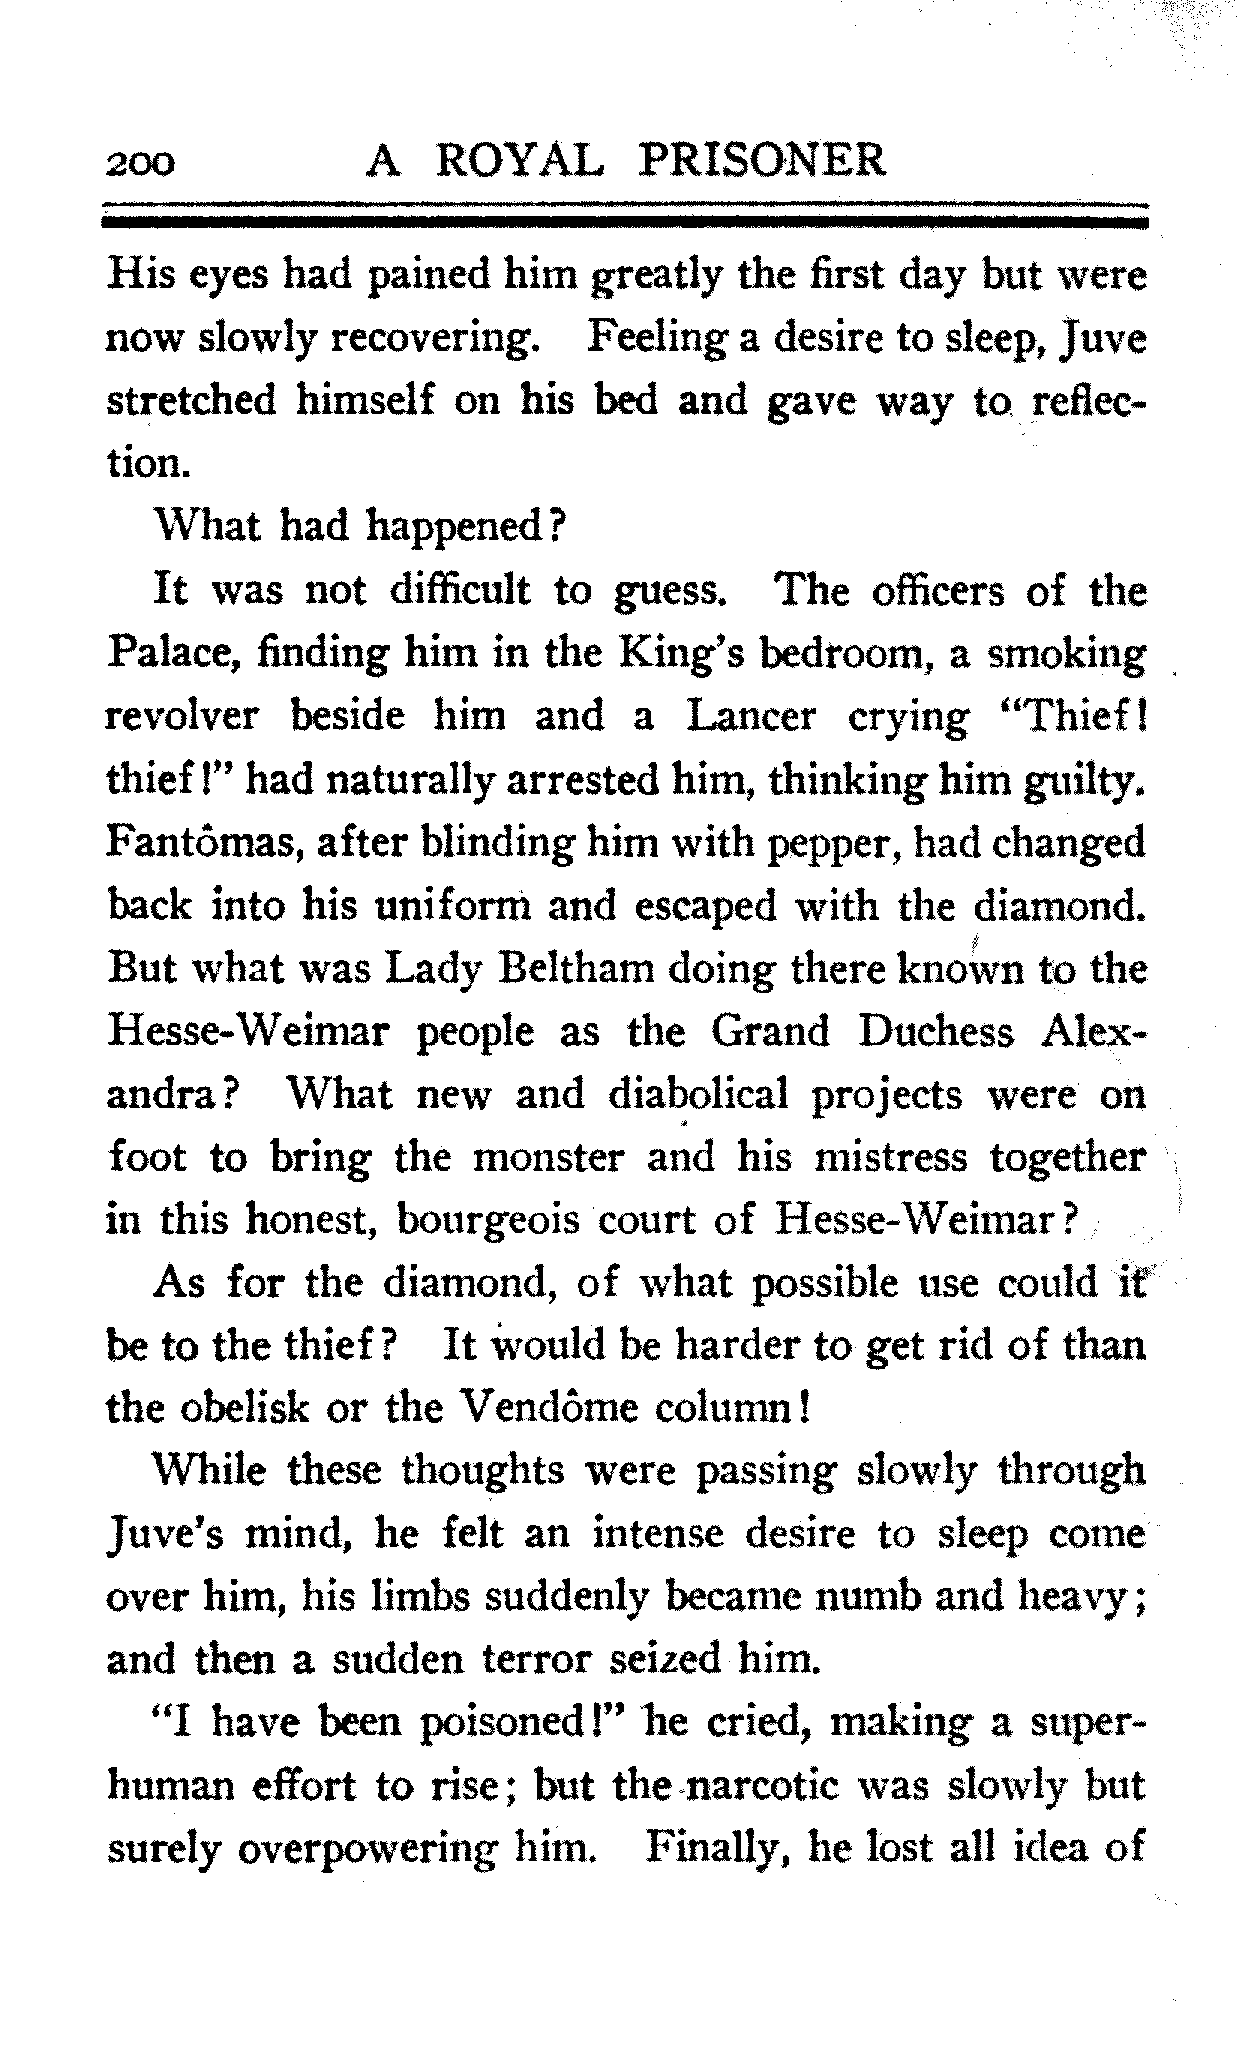 200 A ROYAL PRISONER
His eyes had pained him greatly the first day but were
now slowly recovering. Feeling a desire to sleep, Juve
stretched himself on his bed and gave way to reflec-
tion.
What had happened?
It was not difficult to guess. The officers of the
Palace, finding him in the King's bedroom, a smoking
revolver beside him and a Lancer crying "Thief!
thief!" had naturally arrested him, thinking him guilty.
Fantômas, after blinding him with pepper, had changed
back into his uniform and escaped with the diamond.
But what was Lady Beltham doing there known to the
Hesse-Weimar people as the Grand Duchess Alex-
andra? What new and diabolical projects were on
foot to bring the monster and his mistress together
in this honest, bourgeois court of Hesse-Weimar?
As for the diamond, of what possible use could it
be to the thief? It would be harder to get rid of than
the obelisk or the Vendôme column!
While these thoughts were passing slowly through
Juve's mind, he felt an intense desire to sleep come
over him, his limbs suddenly became numb and heavy;
and then a sudden terror seized him.
"I have been poisoned!" he cried, making a super-
human effort to rise; but the narcotic was slowly but
surely overpowering him. Finally, he lost all idea of